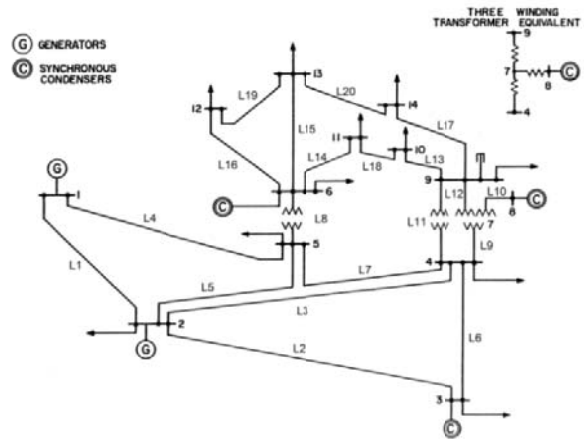 THREE WINDING
TRANSFORMER EQUIVALENT
9
7
C
8
4
G GENERATORS
C SYNCHRONOUS
CONDENSERS
13
L19
L20
12
14
L15
11
L17
10
L16
L14
L18
L13
G
9
L12
L10
C
6
8
C
1
L8
L11
7
L4
5
L9
4
L1
L7
L5
L3
2
L6
G
L2
3
C